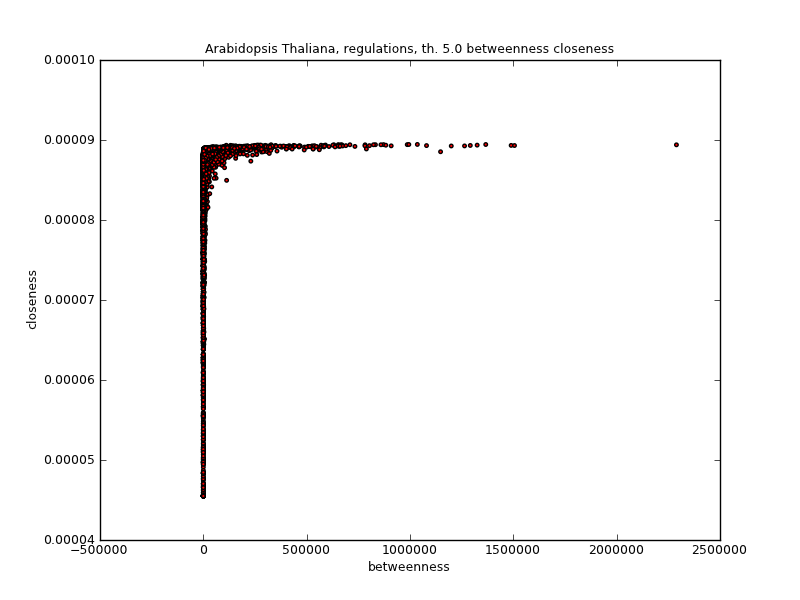 Arabidopsis Thaliana, regulations, th. 5.0 betweenness closeness
0.00010
0.00009
0.00008
0.00007
0.00006
0.00005
0.00004
closeness
−500000 0 500000 1000000 1500000 2000000 2500000
betweenness